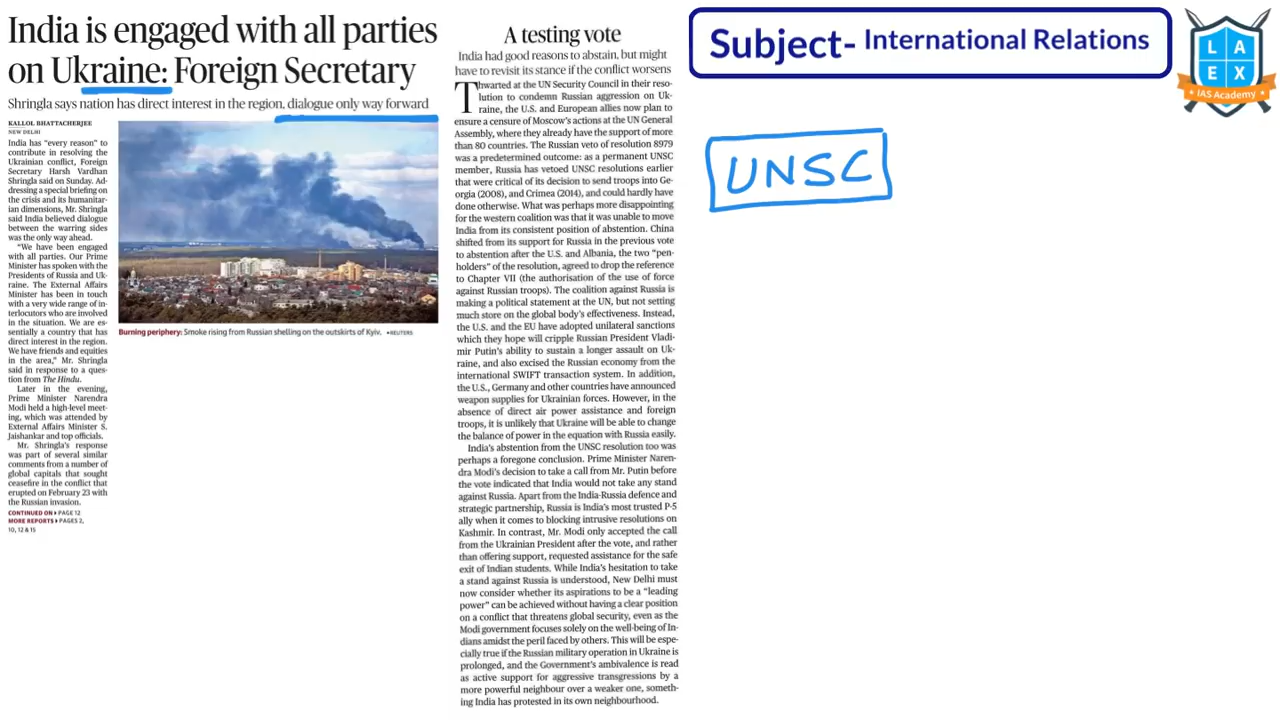 India is engaged with all parties
on Ukraine: Foreign Secretary
Shringla says nation has direct interest in the region, dialogue only way forward
KALLOL BHATTACHERJEE
NEW DELHI
India has "every reason" to
contribute in resolving the
Ukrainian conflict, Foreign
Secretary Harsh Vardhan
Shringla said on Sunday. Ad-
dressing a special briefing on
the crisis and its humanitar-
ian dimensions, Mr. Shringla
said India believed dialogue
between the warring sides
was the only way ahead.
"We have been engaged
with all parties. Our Prime
Minister has spoken with the
Presidents of Russia and Uk-
raine. The External Affairs
Minister has been in touch
with a very wide range of in-
terlocutors who are involved
in the situation. We are es-
sentially a country that has
direct interest in the region.
We have friends and equities
in the area," Mr. Shringla
said in response to a ques-
tion from The Hindu.
Later in the evening,
Prime Minister Narendra
Modi held a high-level meet-
ing, which was attended by
External Affairs Minister S.
Jaishankar and top officials.
Mr. Shringla's response
was part of several similar
comments from a number of
global capitals that sought
ceasefire in the conflict that
erupted on February 23 with
the Russian invasion.
CONTINUED ON ▸ PAGE 12
MORE REPORTS ▸ PAGES 2,
10, 12 & 15
Burning periphery: Smoke rising from Russian shelling on the outskirts of Kyiv. •REUTERS
A testing vote
India had good reasons to abstain, but might
have to revisit its stance if the conflict worsens
Thwarted at the UN Security Council in their reso-
lution to condemn Russian aggression on Uk-
raine, the U.S. and European allies now plan to
ensure a censure of Moscow's actions at the UN General
Assembly, where they already have the support of more
than 80 countries. The Russian veto of resolution 8979
was a predetermined outcome: as a permanent UNSC
member, Russia has vetoed UNSC resolutions earlier
that were critical of its decision to send troops into Ge-
orgia (2008), and Crimea (2014), and could hardly have
done otherwise. What was perhaps more disappointing
for the western coalition was that it was unable to move
India from its consistent position of abstention. China
shifted from its support for Russia in the previous vote
to abstention after the U.S. and Albania, the two "pen-
holders" of the resolution, agreed to drop the reference
to Chapter VII (the authorisation of the use of force
against Russian troops). The coalition against Russia is
making a political statement at the UN, but not setting
much store on the global body's effectiveness. Instead,
the U.S. and the EU have adopted unilateral sanctions
which they hope will cripple Russian President Vladi-
mir Putin's ability to sustain a longer assault on Uk-
raine, and also excised the Russian economy from the
international SWIFT transaction system. In addition,
the U.S., Germany and other countries have announced
weapon supplies for Ukrainian forces. However, in the
absence of direct air power assistance and foreign
troops, it is unlikely that Ukraine will be able to change
the balance of power in the equation with Russia easily.
India's abstention from the UNSC resolution too was
perhaps a foregone conclusion. Prime Minister Naren-
dra Modi's decision to take a call from Mr. Putin before
the vote indicated that India would not take any stand
against Russia. Apart from the India-Russia defence and
strategic partnership, Russia is India's most trusted P-5
ally when it comes to blocking intrusive resolutions on
Kashmir. In contrast, Mr. Modi only accepted the call
from the Ukrainian President after the vote, and rather
than offering support, requested assistance for the safe
exit of Indian students. While India's hesitation to take
a stand against Russia is understood, New Delhi must
now consider whether its aspirations to be a "leading
power" can be achieved without having a clear position
on a conflict that threatens global security, even as the
Modi government focuses solely on the well-being of In-
dians amidst the peril faced by others. This will be espe-
cially true if the Russian military operation in Ukraine is
prolonged, and the Government's ambivalence is read
as active support for aggressive transgressions by a
more powerful neighbour over a weaker one, someth-
ing India has protested in its own neighbourhood.
Subject- International Relations
UNSC
L A
E X
IAS Academy